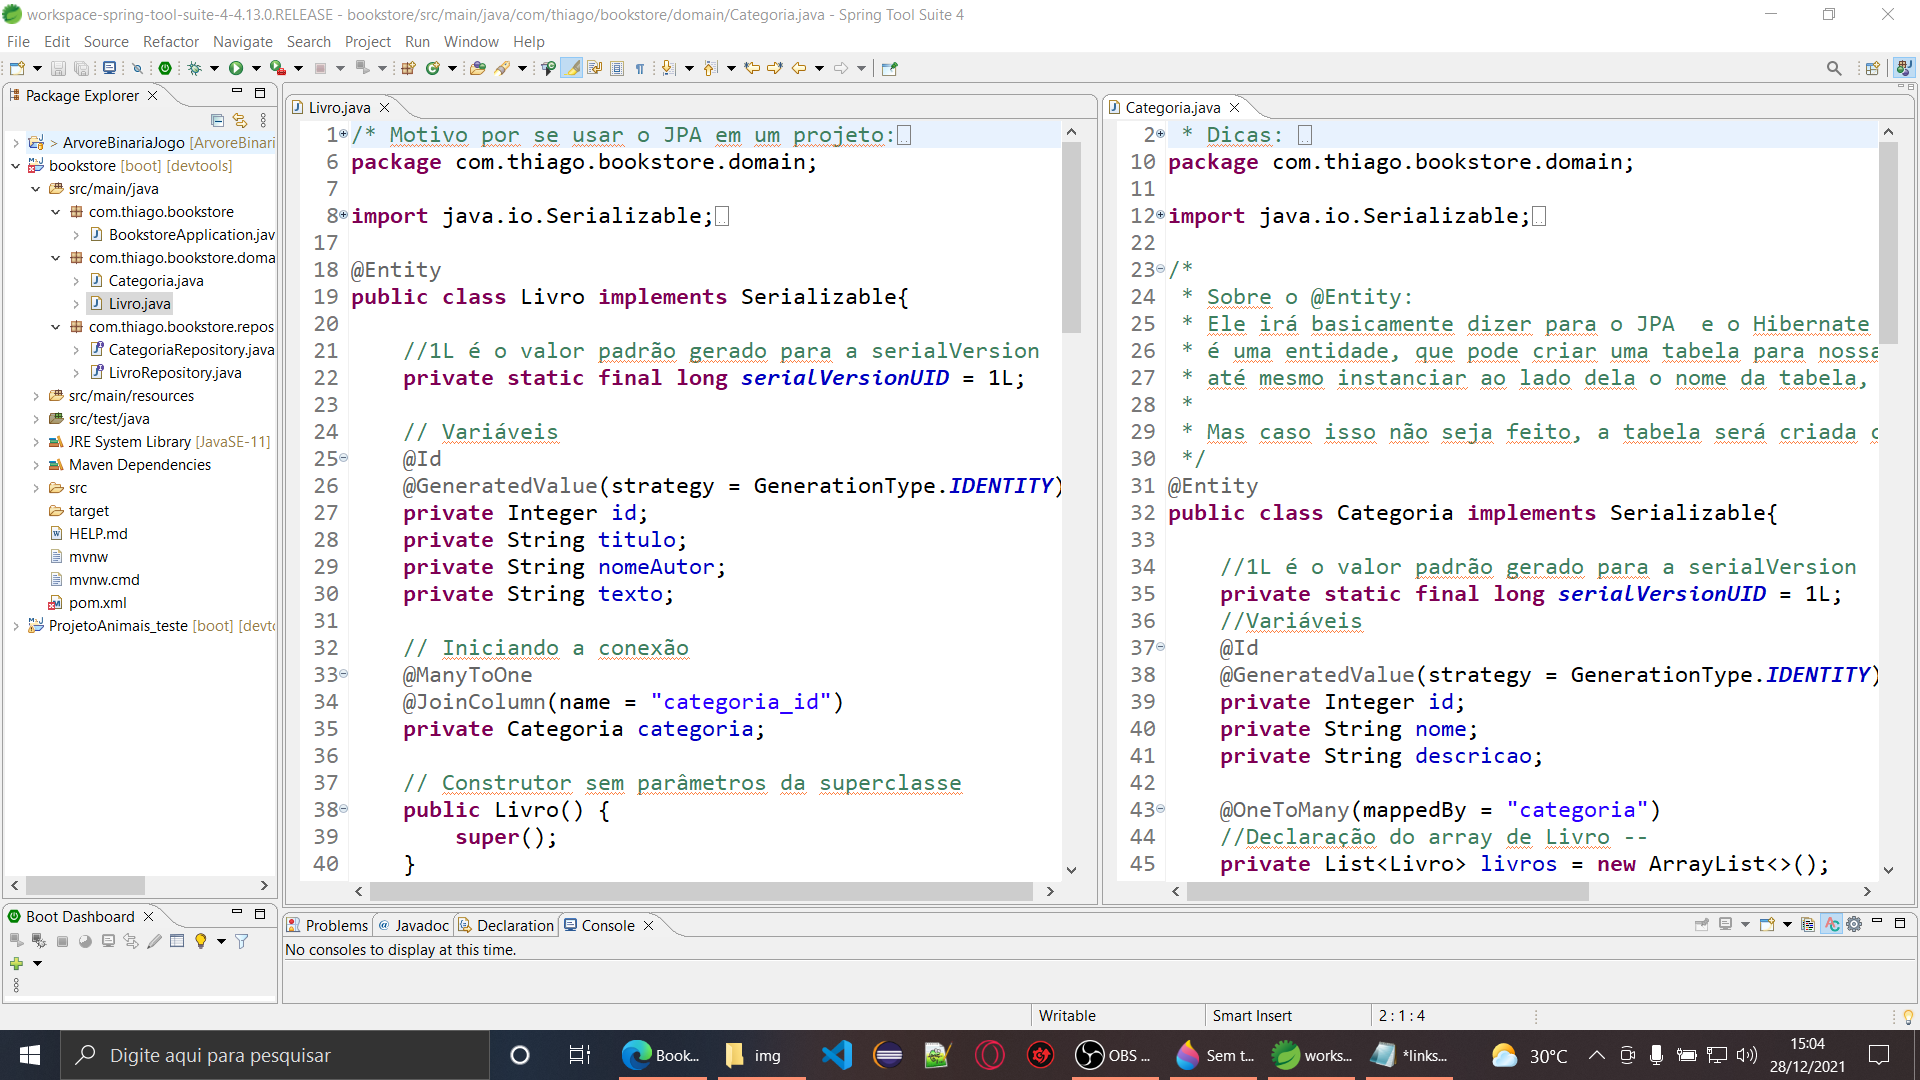 workspace-spring-tool-suite-4-4.13.0.RELEASE - bookstore/src/main/java/com/thiago/bookstore/domain/Categoria.java - Spring Tool Suite 4
File Edit Source Refactor Navigate Search Project Run Window Help
Package Explorer
> ArvoreBinariaJogo [ArvoreBinari
bookstore [boot] [devtools]
src/main/java
com.thiago.bookstore
BookstoreApplication.jav
com.thiago.bookstore.doma
Categoria.java
Livro.java
com.thiago.bookstore.repos
CategoriaRepository.java
LivroRepository.java
src/main/resources
src/test/java
JRE System Library [JavaSE-11]
Maven Dependencies
src
target
HELP.md
mvnw
mvnw.cmd
pom.xml
ProjetoAnimais_teste [boot] [devto
Boot Dashboard
Livro.java
1 /* Motivo por se usar o JPA em um projeto:
6 package com.thiago.bookstore.domain;
7
8 import java.io.Serializable;
17
18 @Entity
19 public class Livro implements Serializable{
20
21 //1L é o valor padrão gerado para a serialVersion
22 private static final long serialVersionUID = 1L;
23
24 // Variáveis
25 @Id
26 @GeneratedValue(strategy = GenerationType.IDENTITY)
27 private Integer id;
28 private String titulo;
29 private String nomeAutor;
30 private String texto;
31
32 // Iniciando a conexão
33 @ManyToOne
34 @JoinColumn(name = "categoria_id")
35 private Categoria categoria;
36
37 // Construtor sem parâmetros da superclasse
38 public Livro() {
39 super();
40 }
Categoria.java
2 * Dicas:
10 package com.thiago.bookstore.domain;
11
12 import java.io.Serializable;
22
23 /*
24 * Sobre o @Entity:
25 * Ele irá basicamente dizer para o JPA  e o Hibernate
26 * é uma entidade, que pode criar uma tabela para nossa
27 * até mesmo instanciar ao lado dela o nome da tabela,
28 *
29 * Mas caso isso não seja feito, a tabela será criada c
30 */
31 @Entity
32 public class Categoria implements Serializable{
33
34 //1L é o valor padrão gerado para a serialVersion
35 private static final long serialVersionUID = 1L;
36 //Variáveis
37 @Id
38 @GeneratedValue(strategy = GenerationType.IDENTITY)
39 private Integer id;
40 private String nome;
41 private String descricao;
42
43 @OneToMany(mappedBy = "categoria")
44 //Declaração do array de Livro --
45 private List<Livro> livros = new ArrayList<>();
Problems @ Javadoc Declaration Console
No consoles to display at this time.
Writable Smart Insert 2 : 1 : 4
Digite aqui para pesquisar
Book... img OBS ... Sem t... works... *links...
30°C
15:04
28/12/2021